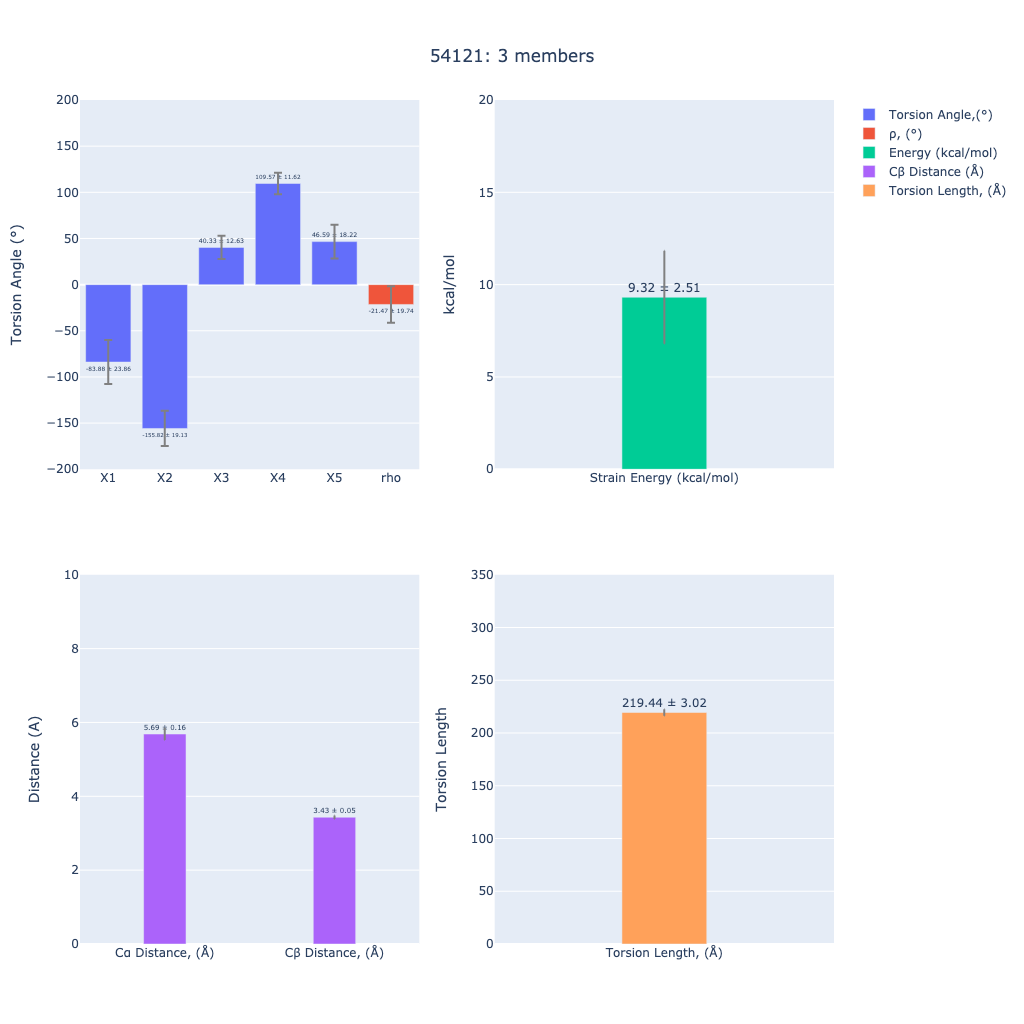 54121: 3 members
Torsion Angle,(°)
ρ, (°)
Energy (kcal/mol)
Cβ Distance (Å)
Torsion Length, (Å)
Torsion Angle (°)
200
150
100
50
0
−50
−100
−150
−200
-83.88 ± 23.86
-155.82 ± 19.13
40.33 ± 12.63
109.57 ± 11.62
46.59 ± 18.22
-21.47 ± 19.74
X1 X2 X3 X4 X5 rho
kcal/mol
20
15
10
5
0
9.32 ± 2.51
Strain Energy (kcal/mol)
Distance (A)
10
8
6
4
2
0
5.69 ± 0.16
3.43 ± 0.05
Cα Distance, (Å) Cβ Distance, (Å)
Torsion Length
350
300
250
200
150
100
50
0
219.44 ± 3.02
Torsion Length, (Å)